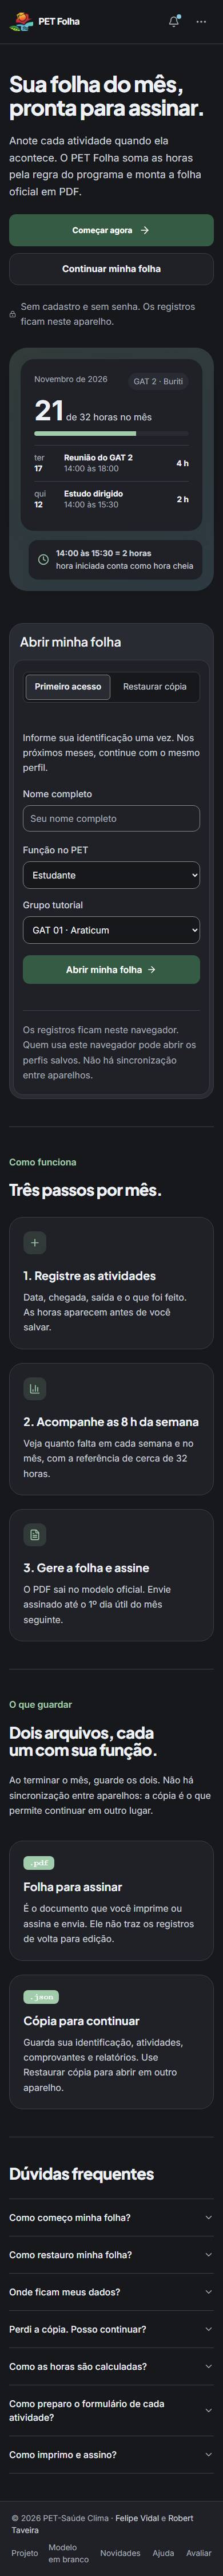 PET Folha
Sua folha do mês,
pronta para assinar.
Anote cada atividade quando ela
acontece. O PET Folha soma as horas
pela regra do programa e monta a folha
oficial em PDF.
Começar agora
Continuar minha folha
Sem cadastro e sem senha. Os registros
ficam neste aparelho.
Novembro de 2026
GAT 2 · Buriti
21 de 32 horas no mês
ter
17
Reunião do GAT 2
14:00 às 18:00
4 h
qui
12
Estudo dirigido
14:00 às 15:30
2 h
14:00 às 15:30 = 2 horas
hora iniciada conta como hora cheia
Abrir minha folha
Primeiro acesso
Restaurar cópia
Informe sua identificação uma vez. Nos
próximos meses, continue com o mesmo
perfil.
Nome completo
Seu nome completo
Função no PET
Estudante
Grupo tutorial
GAT 01 · Araticum
Abrir minha folha
Os registros ficam neste navegador.
Quem usa este navegador pode abrir os
perfis salvos. Não há sincronização
entre aparelhos.
Como funciona
Três passos por mês.
1. Registre as atividades
Data, chegada, saída e o que foi feito.
As horas aparecem antes de você
salvar.
2. Acompanhe as 8 h da semana
Veja quanto falta em cada semana e no
mês, com a referência de cerca de 32
horas.
3. Gere a folha e assine
O PDF sai no modelo oficial. Envie
assinado até o 1º dia útil do mês
seguinte.
O que guardar
Dois arquivos, cada
um com sua função.
Ao terminar o mês, guarde os dois. Não há
sincronização entre aparelhos: a cópia é o que
permite continuar em outro lugar.
.pdf
Folha para assinar
É o documento que você imprime ou
assina e envia. Ele não traz os registros
de volta para edição.
.json
Cópia para continuar
Guarda sua identificação, atividades,
comprovantes e relatórios. Use
Restaurar cópia para abrir em outro
aparelho.
Dúvidas frequentes
Como começo minha folha?
Como restauro minha folha?
Onde ficam meus dados?
Perdi a cópia. Posso continuar?
Como as horas são calculadas?
Como preparo o formulário de cada
atividade?
Como imprimo e assino?
© 2026 PET-Saúde Clima · Felipe Vidal e Robert
Taveira
Projeto
Modelo
em branco
Novidades
Ajuda
Avaliar